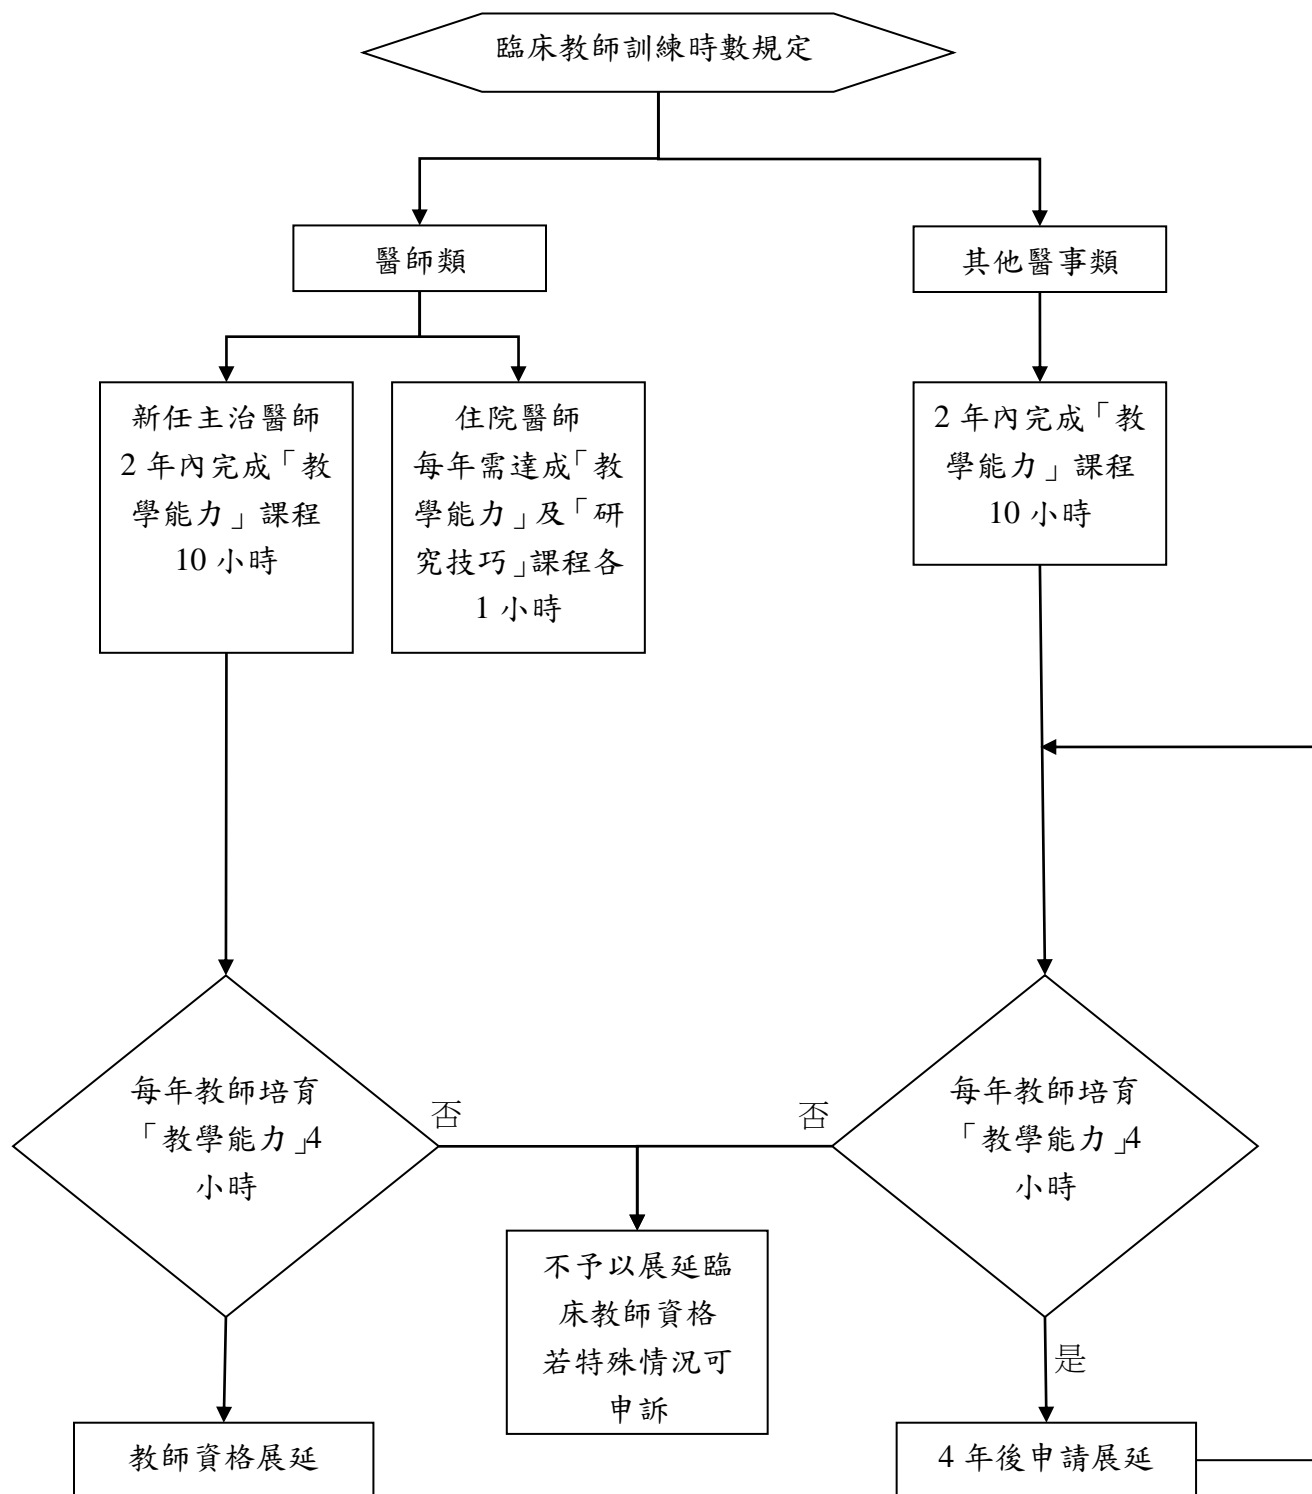 臨床教師訓練時數規定
醫師類
其他醫事類
新任主治醫師
2 年內完成「教
學能力」課程
10 小時
住院醫師
每年需達成「教
學能力」及「研
究技巧」課程各
1 小時
2 年內完成「教
學能力」課程
10 小時
每年教師培育
「教學能力」4
小時
否
否
每年教師培育
「教學能力」4
小時
不予以展延臨
床教師資格
若特殊情況可
申訴
是
教師資格展延
4 年後申請展延